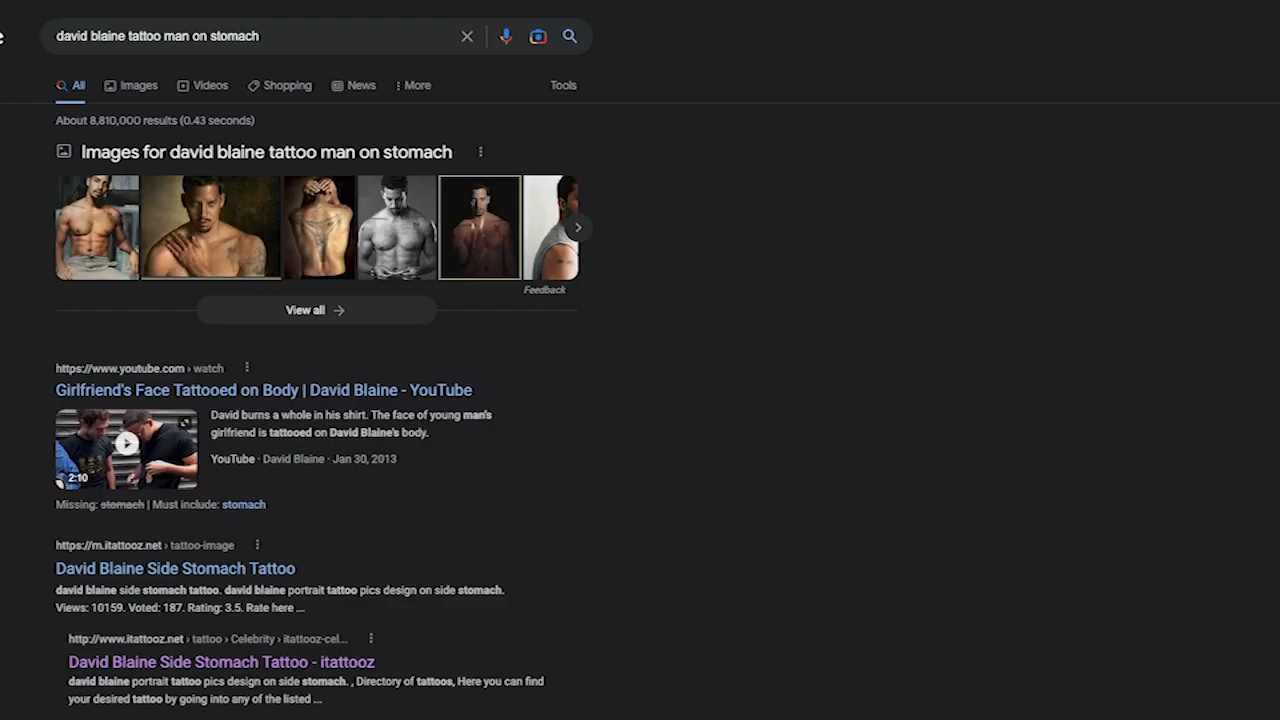 david blaine tattoo man on stomach
All Images Videos Shopping News More Tools
About 8,810,000 results (0.43 seconds)
Images for david blaine tattoo man on stomach
Feedback
View all
https://www.youtube.com › watch
Girlfriend's Face Tattooed on Body | David Blaine - YouTube
David burns a whole in his shirt. The face of young man's
girlfriend is tattooed on David Blaine's body.
2:10
YouTube · David Blaine · Jan 30, 2013
Missing: stomach | Must include: stomach
https://m.itattooz.net › tattoo-image
David Blaine Side Stomach Tattoo
david blaine side stomach tattoo. david blaine portrait tattoo pics design on side stomach.
Views: 10159. Voted: 187. Rating: 3.5. Rate here ...
http://www.itattooz.net › tattoo › Celebrity › itattooz-cel...
David Blaine Side Stomach Tattoo - itattooz
david blaine portrait tattoo pics design on side stomach. , Directory of tattoos, Here you can find
your desired tattoo by going into any of the listed ...